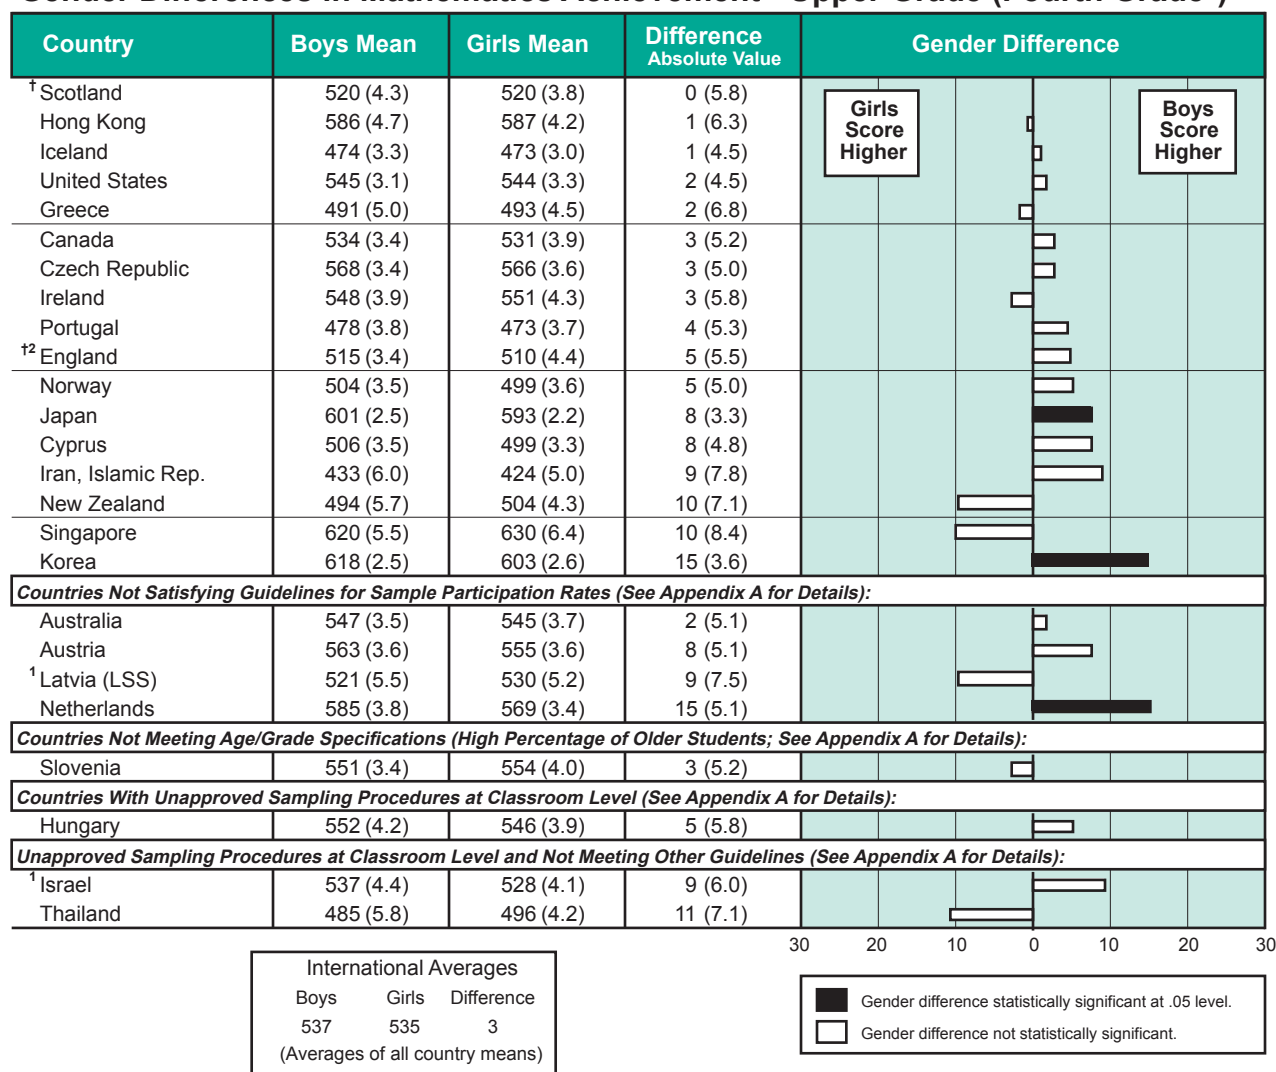 Gender Differences in Mathematics Achievement - Upper Grade (Fourth Grade*)
Country Boys Mean Girls Mean Difference Absolute Value Gender Difference
Girls Score Higher
Boys Score Higher
† Scotland 520 (4.3) 520 (3.8) 0 (5.8)
Hong Kong 586 (4.7) 587 (4.2) 1 (6.3)
Iceland 474 (3.3) 473 (3.0) 1 (4.5)
United States 545 (3.1) 544 (3.3) 2 (4.5)
Greece 491 (5.0) 493 (4.5) 2 (6.8)
Canada 534 (3.4) 531 (3.9) 3 (5.2)
Czech Republic 568 (3.4) 566 (3.6) 3 (5.0)
Ireland 548 (3.9) 551 (4.3) 3 (5.8)
Portugal 478 (3.8) 473 (3.7) 4 (5.3)
†2 England 515 (3.4) 510 (4.4) 5 (5.5)
Norway 504 (3.5) 499 (3.6) 5 (5.0)
Japan 601 (2.5) 593 (2.2) 8 (3.3)
Cyprus 506 (3.5) 499 (3.3) 8 (4.8)
Iran, Islamic Rep. 433 (6.0) 424 (5.0) 9 (7.8)
New Zealand 494 (5.7) 504 (4.3) 10 (7.1)
Singapore 620 (5.5) 630 (6.4) 10 (8.4)
Korea 618 (2.5) 603 (2.6) 15 (3.6)
Countries Not Satisfying Guidelines for Sample Participation Rates (See Appendix A for Details):
Australia 547 (3.5) 545 (3.7) 2 (5.1)
Austria 563 (3.6) 555 (3.6) 8 (5.1)
1 Latvia (LSS) 521 (5.5) 530 (5.2) 9 (7.5)
Netherlands 585 (3.8) 569 (3.4) 15 (5.1)
Countries Not Meeting Age/Grade Specifications (High Percentage of Older Students; See Appendix A for Details):
Slovenia 551 (3.4) 554 (4.0) 3 (5.2)
Countries With Unapproved Sampling Procedures at Classroom Level (See Appendix A for Details):
Hungary 552 (4.2) 546 (3.9) 5 (5.8)
Unapproved Sampling Procedures at Classroom Level and Not Meeting Other Guidelines (See Appendix A for Details):
1 Israel 537 (4.4) 528 (4.1) 9 (6.0)
Thailand 485 (5.8) 496 (4.2) 11 (7.1)
30 20 10 0 10 20 30
International Averages
Boys Girls Difference
537 535 3
(Averages of all country means)
Gender difference statistically significant at .05 level.
Gender difference not statistically significant.